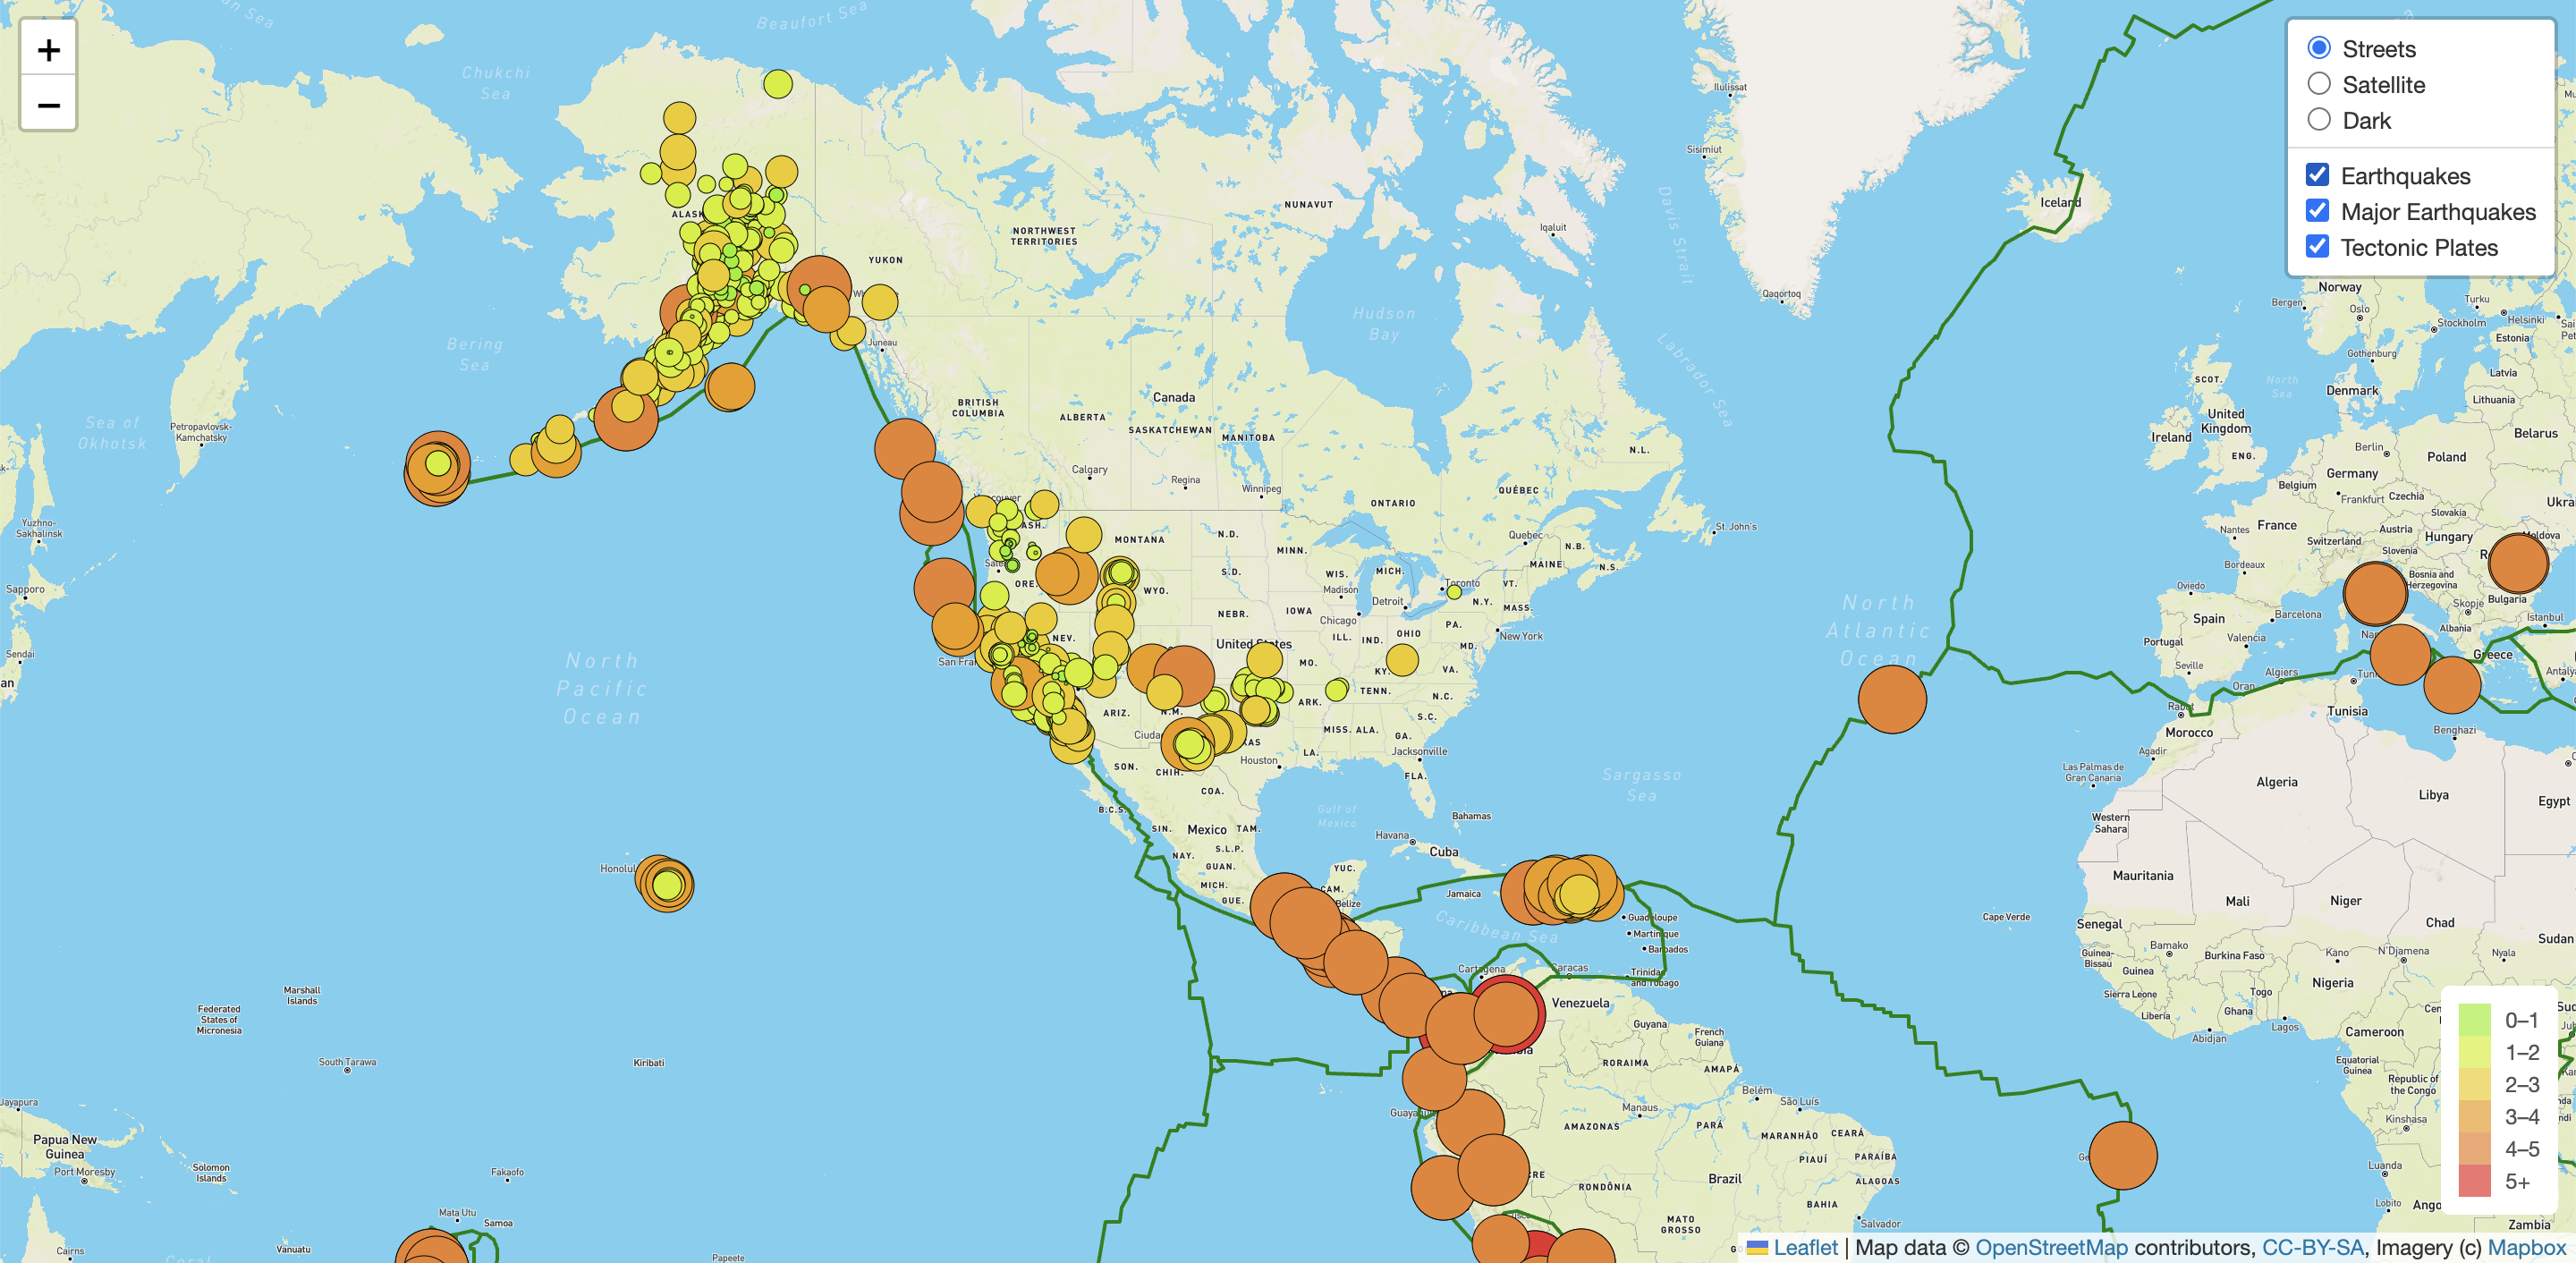 +
−
Streets
Satellite
Dark
Earthquakes
Major Earthquakes
Tectonic Plates
Beaufort Sea
Chukchi
Sea
Ilulissat
Sisimiut
Davis Strait
Iceland
NUNAVUT
Iqaluit
NORTHWEST
TERRITORIES
YUKON
Qaqortoq
Norway
Bergen
Oslo
Turku
Helsinki
Stockholm
Estonia
Gothenburg
Latvia
Lithuania
Denmark
North
Sea
SCOT.
United
Kingdom
Ireland
ENG.
Berlin
Poland
Belarus
Germany
Belgium
Frankfurt
Czechia
Slovakia
Nantes
France
Austria
Hungary
Switzerland
Slovenia
Bordeaux
Bosnia and
Herzegovina
Bulgaria
Skopje
Oviedo
Spain
Barcelona
Albania
Istanbul
Portugal
Valencia
Greece
Seville
Algiers
Oran
Rabat
Tunisia
Morocco
Benghazi
Agadir
Las Palmas de
Gran Canaria
Algeria
Libya
Egypt
Western
Sahara
Mauritania
Mali
Niger
Chad
Cape Verde
Senegal
Bamako
Kano
N'Djamena
Nyala
Sudan
Guinea-
Bissau
Guinea
Burkina Faso
Nigeria
Sierra Leone
Togo
Liberia
Ghana
Lagos
Cameroon
Abidjan
Equatorial
Guinea
Republic of
the Congo
Kinshasa
Luanda
Lobito
Zambia
Hudson
Bay
Labrador Sea
Juneau
Bering
Sea
Sea of
Okhotsk
Petropavlovsk-
Kamchatsky
BRITISH
COLUMBIA
ALBERTA
Canada
SASKATCHEWAN
MANITOBA
Calgary
Regina
Winnipeg
ONTARIO
QUÉBEC
N.L.
St. John's
Vancouver
Yuzhno-
Sakhalinsk
Sapporo
Sendai
MONTANA
N.D.
MINN.
Quebec
N.B.
MAINE
N.S.
S.D.
WIS.
MICH.
Toronto
VT.
ORE.
WYO.
Madison
Detroit
N.Y.
MASS.
NEBR.
IOWA
Chicago
PA.
NEV.
United States
ILL.
IND.
OHIO
New York
MD.
MO.
KY.
VA.
ARIZ.
N.M.
ARK.
TENN.
N.C.
S.C.
MISS.
ALA.
GA.
LA.
Jacksonville
Houston
FLA.
SON.
CHIH.
COA.
B.C.S.
SIN.
Mexico
TAM.
Gulf of
Mexico
Bahamas
Havana
Cuba
NAY.
S.L.P.
GUAN.
MICH.
GUE.
YUC.
CAM.
Belize
Jamaica
Sargasso
Sea
North
Atlantic
Ocean
North
Pacific
Ocean
Caribbean Sea
Guadeloupe
Martinique
Barbados
Cartagena
Caracas
Trinidad
and Tobago
Venezuela
Guyana
French
Guiana
RORAIMA
AMAPÁ
Belém
São Luís
Manaus
AMAZONAS
PARÁ
MARANHÃO
CEARÁ
PIAUÍ
PARAÍBA
ALAGOAS
RONDÔNIA
Brazil
BAHIA
MATO
GROSSO
Salvador
Marshall
Islands
Federated
States of
Micronesia
South Tarawa
Kiribati
Jayapura
Papua New
Guinea
Port Moresby
Solomon
Islands
Fakaofo
Mata Utu
Samoa
Cairns
Vanuatu
Papeete
0–1
1–2
2–3
3–4
4–5
5+
Leaflet | Map data © OpenStreetMap contributors, CC-BY-SA, Imagery (c) Mapbox